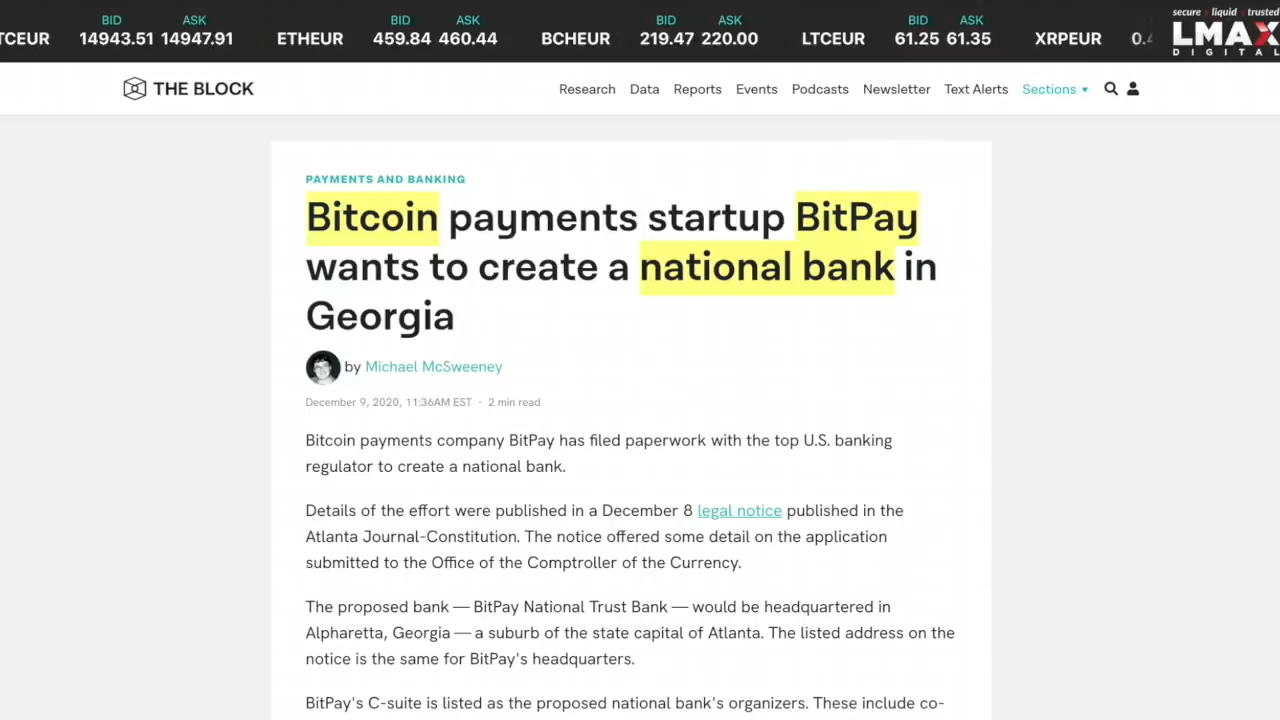 BID ASK BID ASK BID ASK BID ASK
TCEUR 14943.51 14947.91 ETHEUR 459.84 460.44 BCHEUR 219.47 220.00 LTCEUR 61.25 61.35 XRPEUR
secure liquid trusted
LMAX
DIGITAL
THE BLOCK
Research Data Reports Events Podcasts Newsletter Text Alerts Sections
PAYMENTS AND BANKING
Bitcoin payments startup BitPay
wants to create a national bank in
Georgia
by Michael McSweeney
December 9, 2020, 11:36AM EST · 2 min read
Bitcoin payments company BitPay has filed paperwork with the top U.S. banking
regulator to create a national bank.
Details of the effort were published in a December 8 legal notice published in the
Atlanta Journal-Constitution. The notice offered some detail on the application
submitted to the Office of the Comptroller of the Currency.
The proposed bank — BitPay National Trust Bank — would be headquartered in
Alpharetta, Georgia — a suburb of the state capital of Atlanta. The listed address on the
notice is the same for BitPay's headquarters.
BitPay's C-suite is listed as the proposed national bank's organizers. These include co-